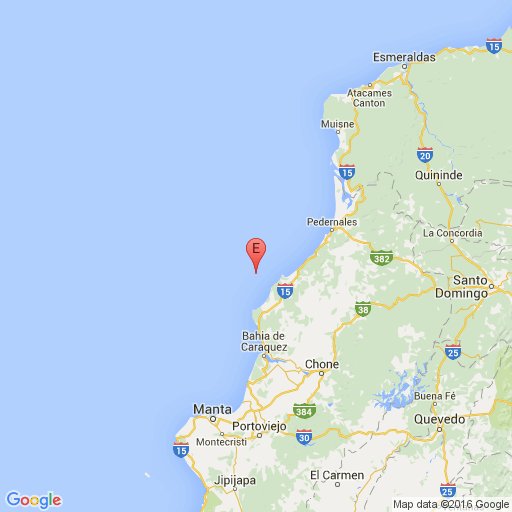 15
Esmeraldas
Atacames
Canton
Muisne
20
15
Quininde
Pedernales
La Concordia
E
382
Santo
Domingo
15
38
Bahia de
Caraquez
25
Chone
Buena Fé
Manta
384
Quevedo
Montecristi
Portoviejo
30
15
El Carmen
Jipijapa
25
Google
Map data ©2016 Google